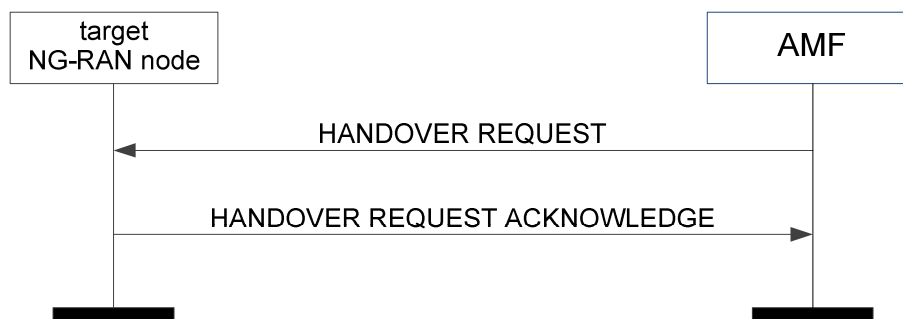 target
NG-RAN node
AMF
HANDOVER REQUEST
HANDOVER REQUEST ACKNOWLEDGE